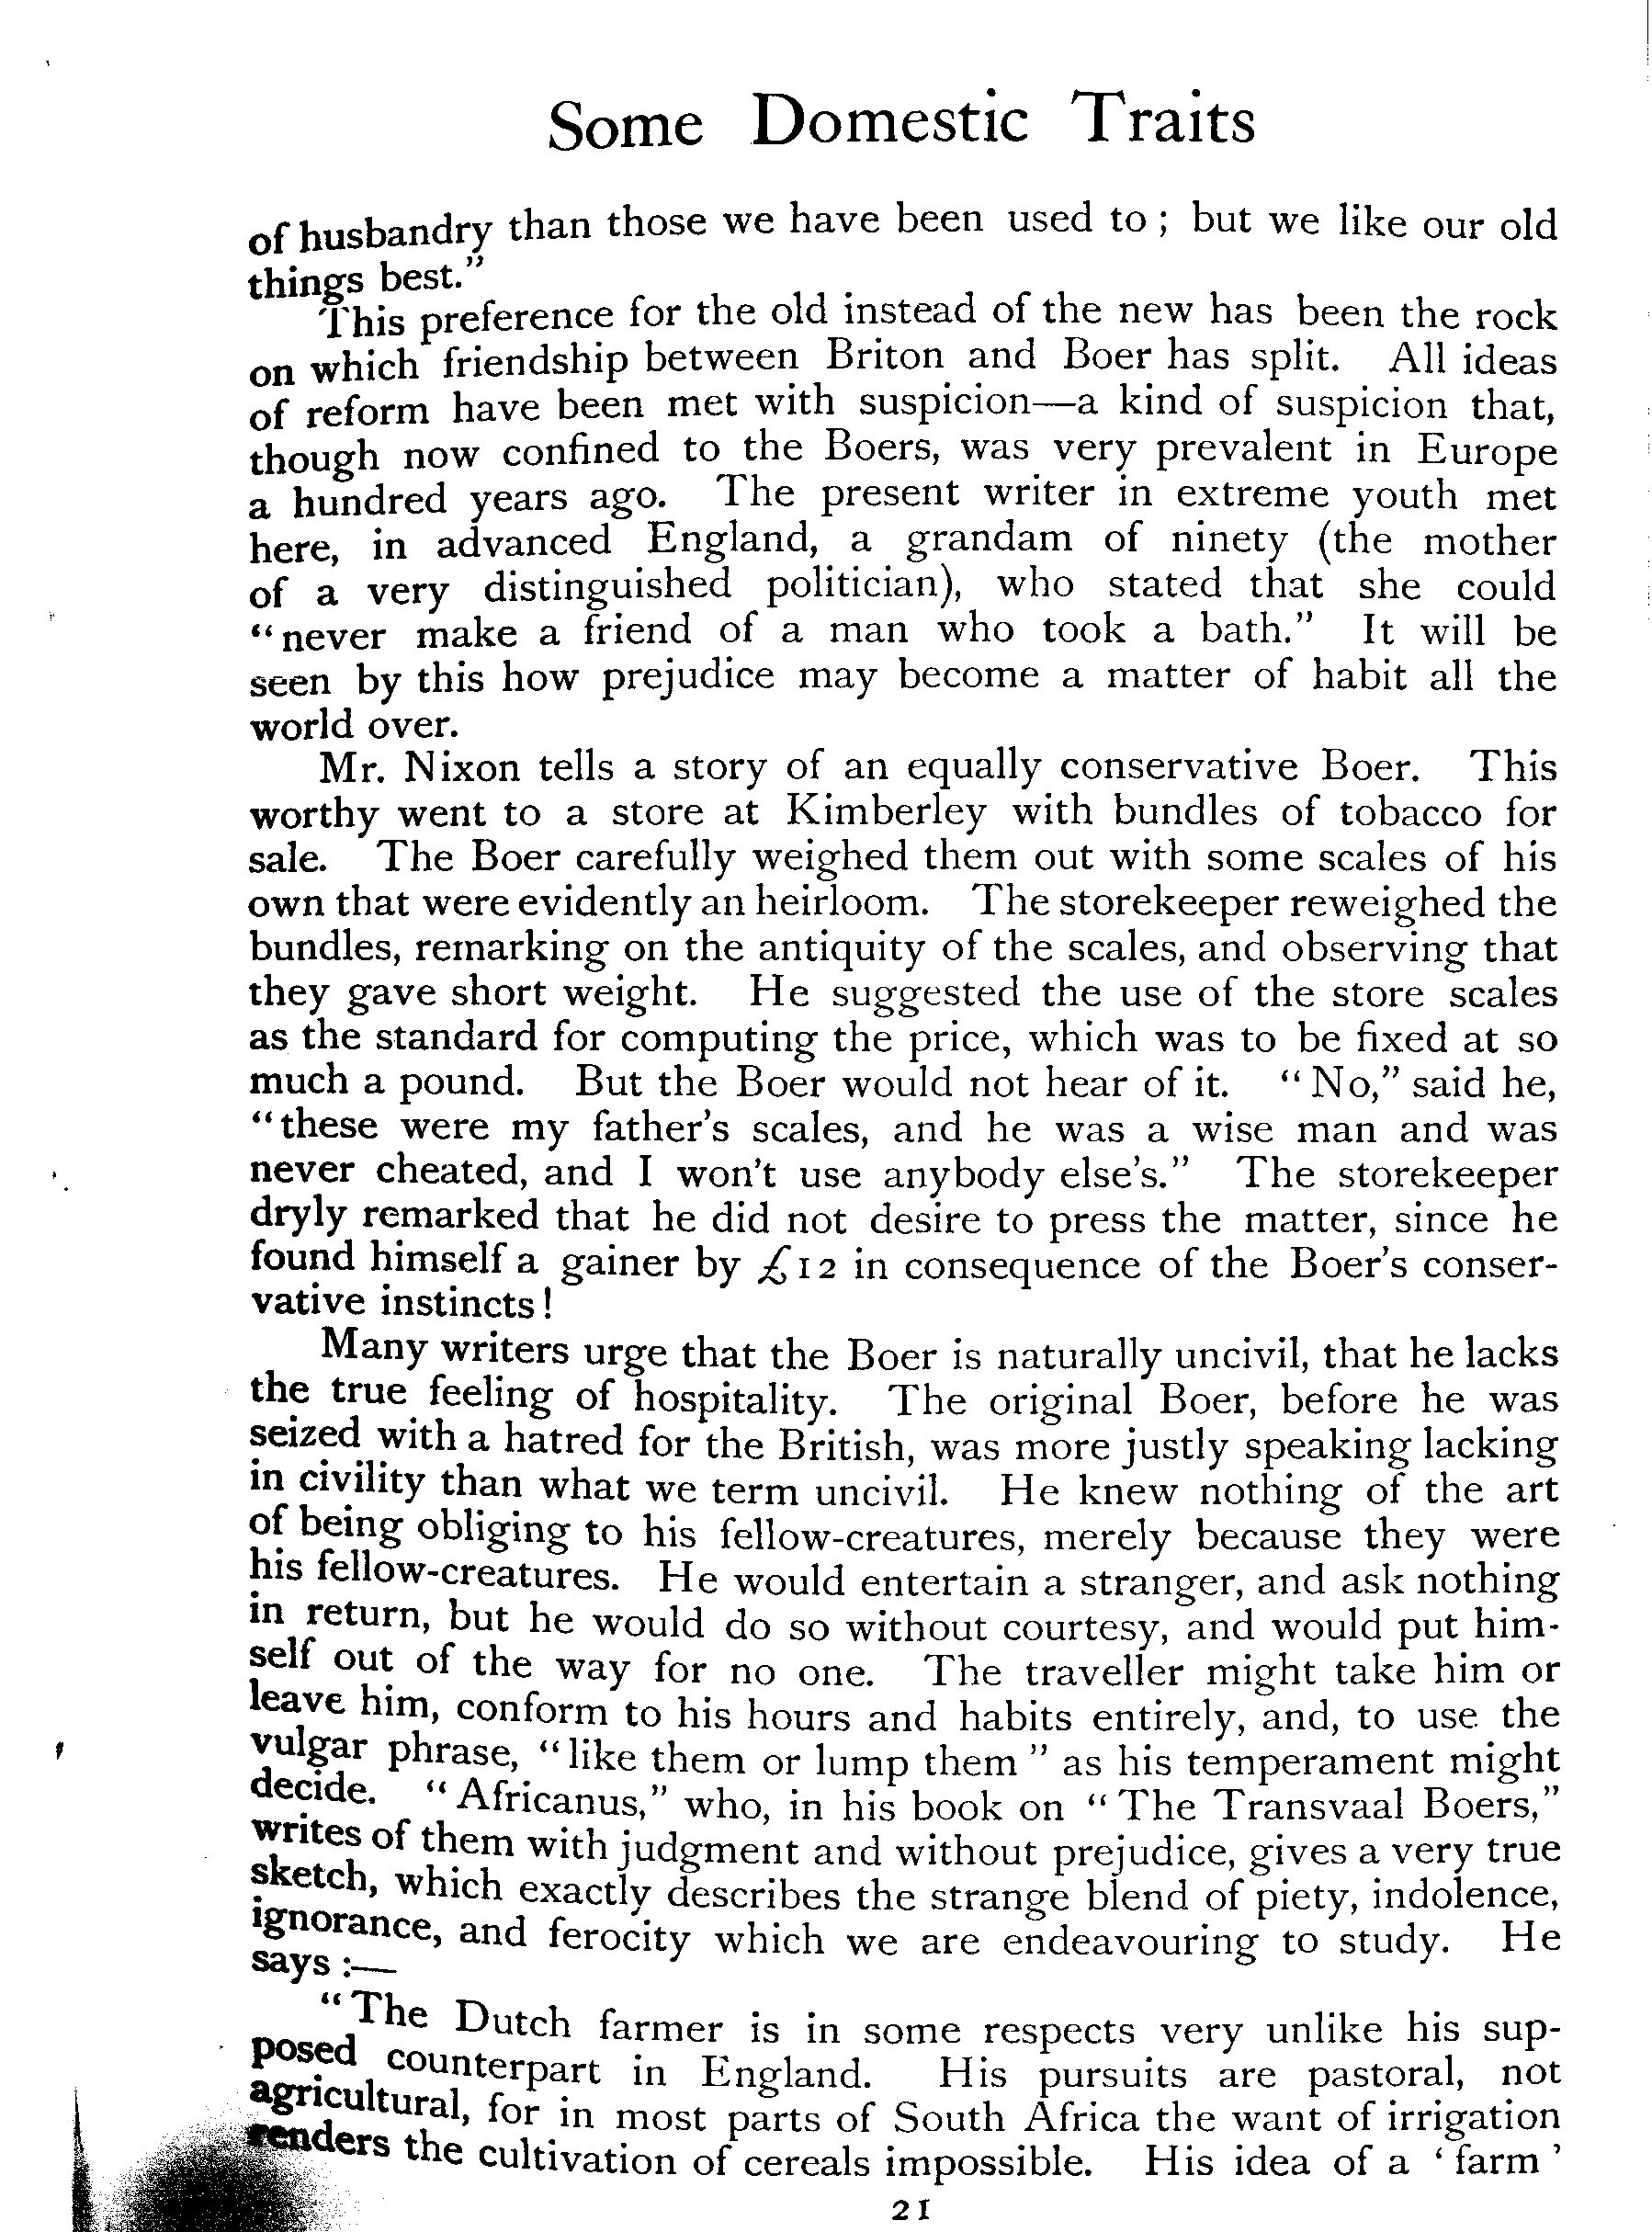 Some Domestic Traits
of husbandry than those we have been used to ; but we like our old
things best."
This preference for the old instead of the new has been the rock
on which friendship between Briton and Boer has split. All ideas
of reform have been met with suspicion—a kind of suspicion that,
though now confined to the Boers, was very prevalent in Europe
a hundred years ago. The present writer in extreme youth met
here, in advanced England, a grandam of ninety (the mother
of a very distinguished politician), who stated that she could
"never make a friend of a man who took a bath." It will be
seen by this how prejudice may become a matter of habit all the
world over.
Mr. Nixon tells a story of an equally conservative Boer. This
worthy went to a store at Kimberley with bundles of tobacco for
sale. The Boer carefully weighed them out with some scales of his
own that were evidently an heirloom. The storekeeper reweighed the
bundles, remarking on the antiquity of the scales, and observing that
they gave short weight. He suggested the use of the store scales
as the standard for computing the price, which was to be fixed at so
much a pound. But the Boer would not hear of it. "No," said he,
"these were my father's scales, and he was a wise man and was
never cheated, and I won't use anybody else's." The storekeeper
dryly remarked that he did not desire to press the matter, since he
found himself a gainer by £12 in consequence of the Boer's conser-
vative instincts!
Many writers urge that the Boer is naturally uncivil, that he lacks
the true feeling of hospitality. The original Boer, before he was
seized with a hatred for the British, was more justly speaking lacking
in civility than what we term uncivil. He knew nothing of the art
of being obliging to his fellow-creatures, merely because they were
his fellow-creatures. He would entertain a stranger, and ask nothing
in return, but he would do so without courtesy, and would put him-
self out of the way for no one. The traveller might take him or
leave him, conform to his hours and habits entirely, and, to use the
vulgar phrase, "like them or lump them" as his temperament might
decide. "Africanus," who, in his book on "The Transvaal Boers,"
writes of them with judgment and without prejudice, gives a very true
sketch, which exactly describes the strange blend of piety, indolence,
ignorance, and ferocity which we are endeavouring to study. He
says :—
"The Dutch farmer is in some respects very unlike his sup-
posed counterpart in England. His pursuits are pastoral, not
agricultural, for in most parts of South Africa the want of irrigation
renders the cultivation of cereals impossible. His idea of a 'farm'
21